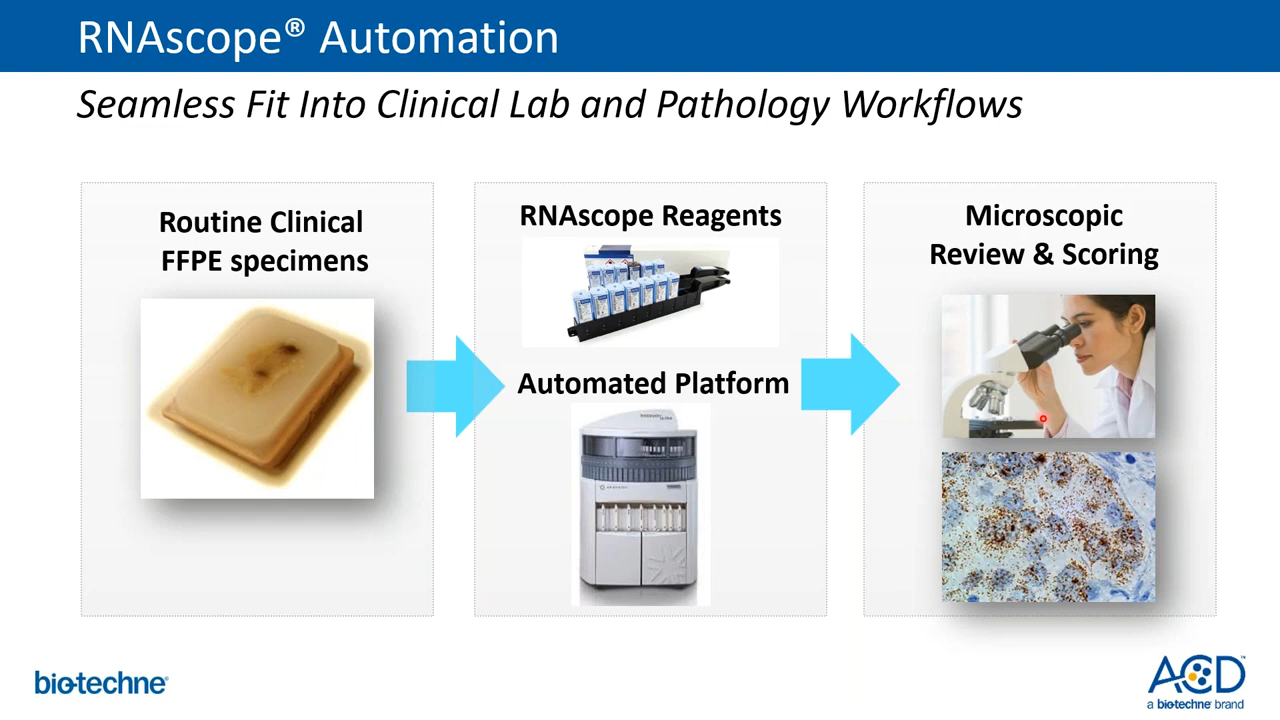 RNAscope® Automation
Seamless Fit Into Clinical Lab and Pathology Workflows
Routine Clinical
FFPE specimens
RNAscope Reagents
Automated Platform
Microscopic
Review & Scoring
bio-techne®
ACD™
a bio-techne brand